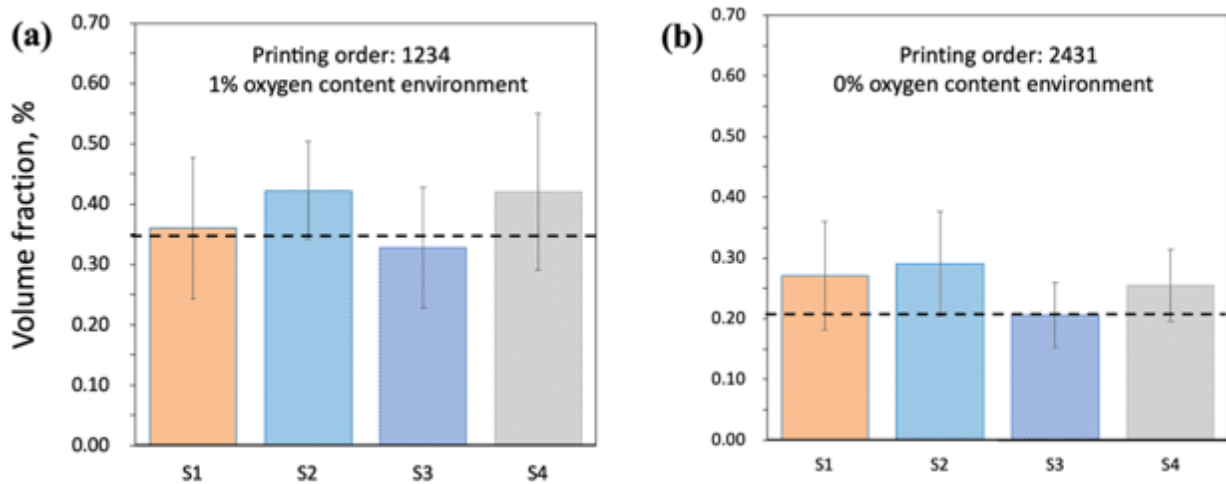 (a)
Printing order: 1234
1% oxygen content environment
Volume fraction, %
0.70
0.60
0.50
0.40
0.30
0.20
0.10
0.00
S1 S2 S3 S4
(b)
Printing order: 2431
0% oxygen content environment
0.70
0.60
0.50
0.40
0.30
0.20
0.10
0.00
S1 S2 S3 S4